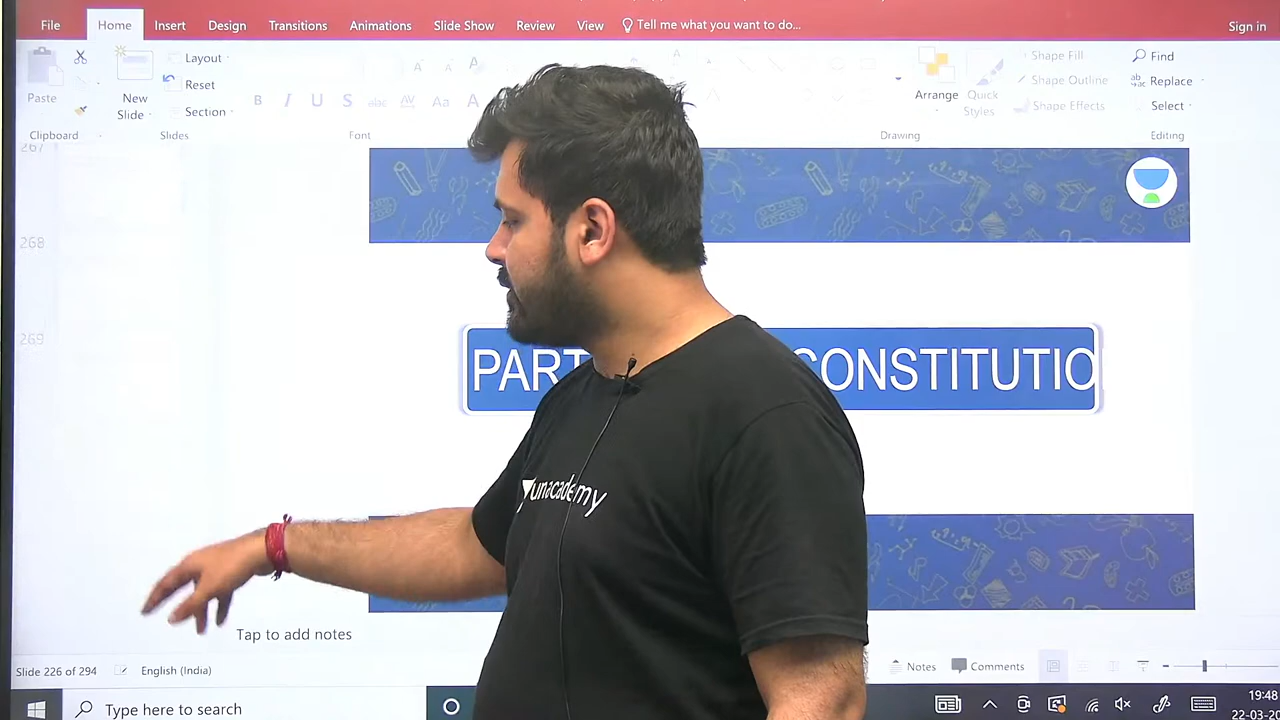 File Home Insert Design Transitions Animations Slide Show Review View Tell me what you want to do... Sign in
Paste
New
Slide
Layout
Reset
Section
B I U S abc AV Aa A
Arrange
Quick
Styles
Shape Fill
Shape Outline
Shape Effects
Find
Replace
Select
Clipboard Slides Font Drawing Editing
267
268
269
PART CONSTITUTIO
unacademy
Tap to add notes
Slide 226 of 294 English (India) Notes Comments
Type here to search
19:48
22-03-20